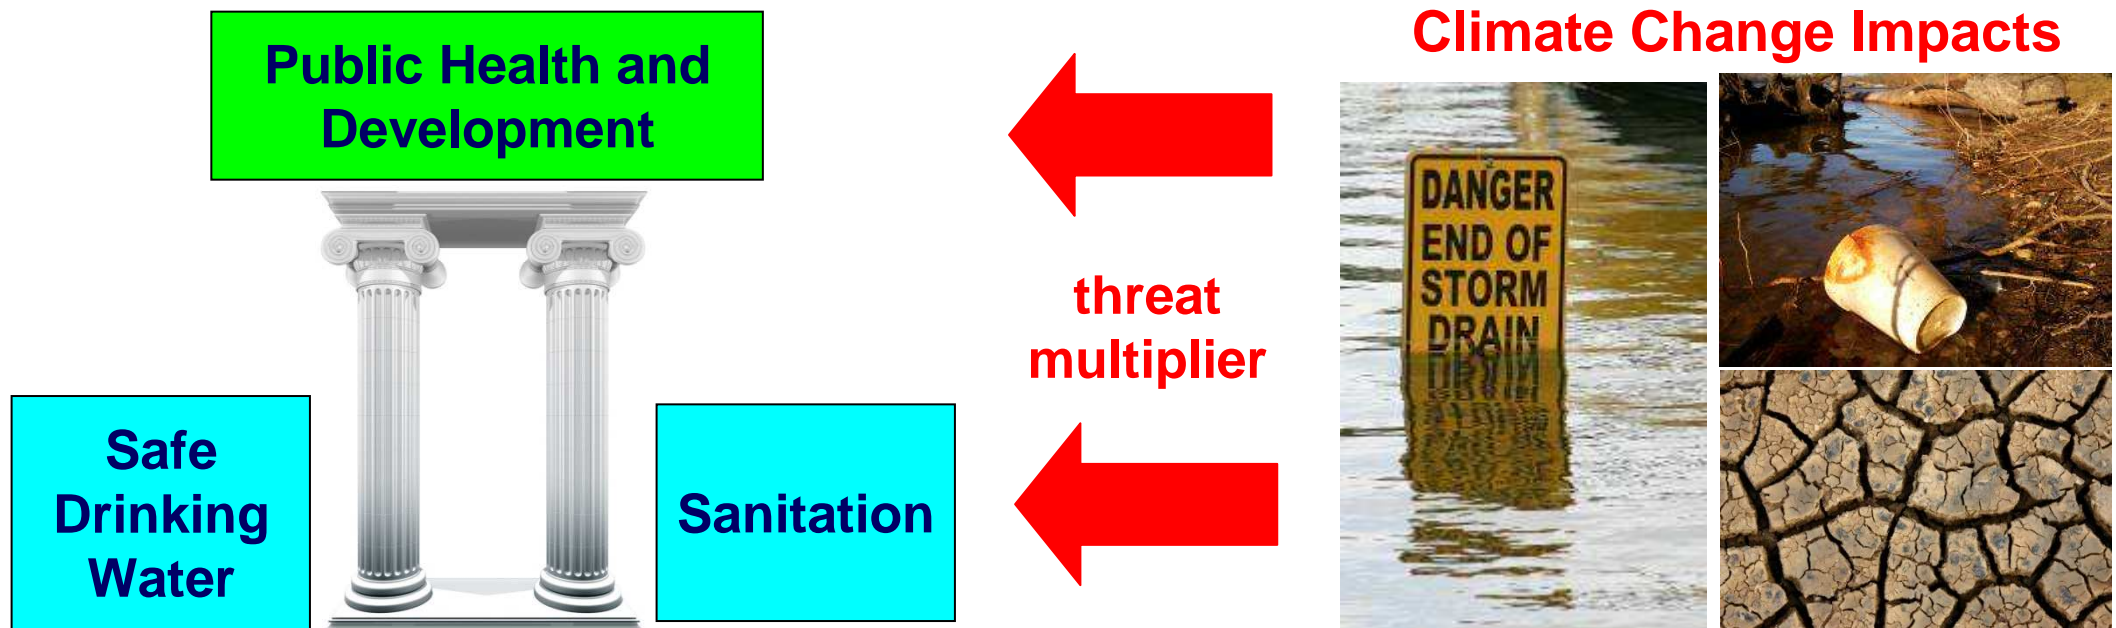 Public Health and
Development
Safe
Drinking
Water
Sanitation
threat
multiplier
Climate Change Impacts
DANGER
END OF
STORM
DRAIN